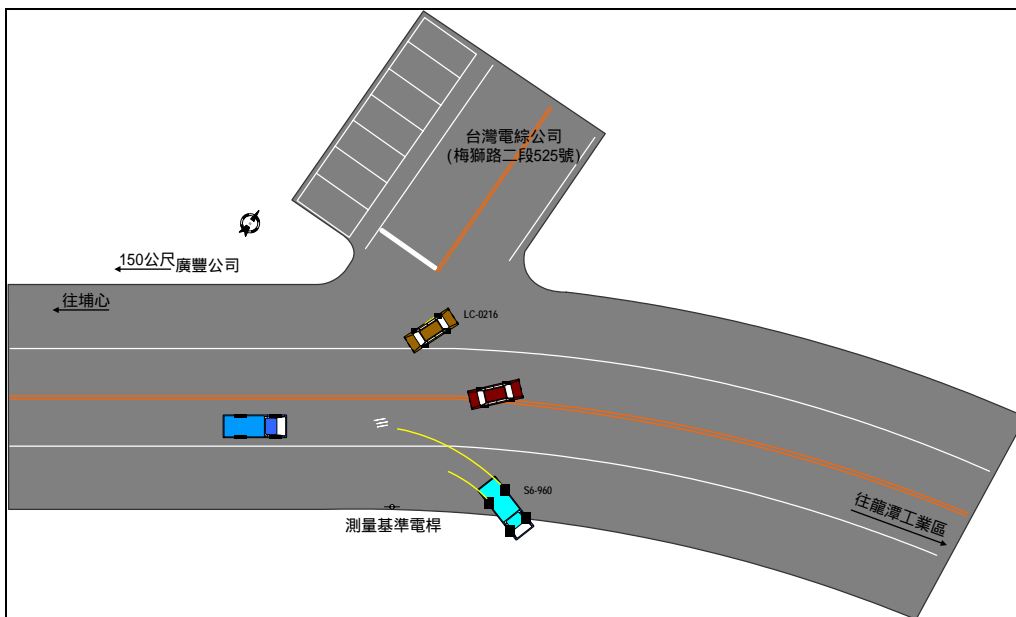 台灣電綜公司
(梅獅路二段525號)
150公尺
廣豐公司
往埔心
LC-0216
S6-960
往龍潭工業區
測量基準電桿